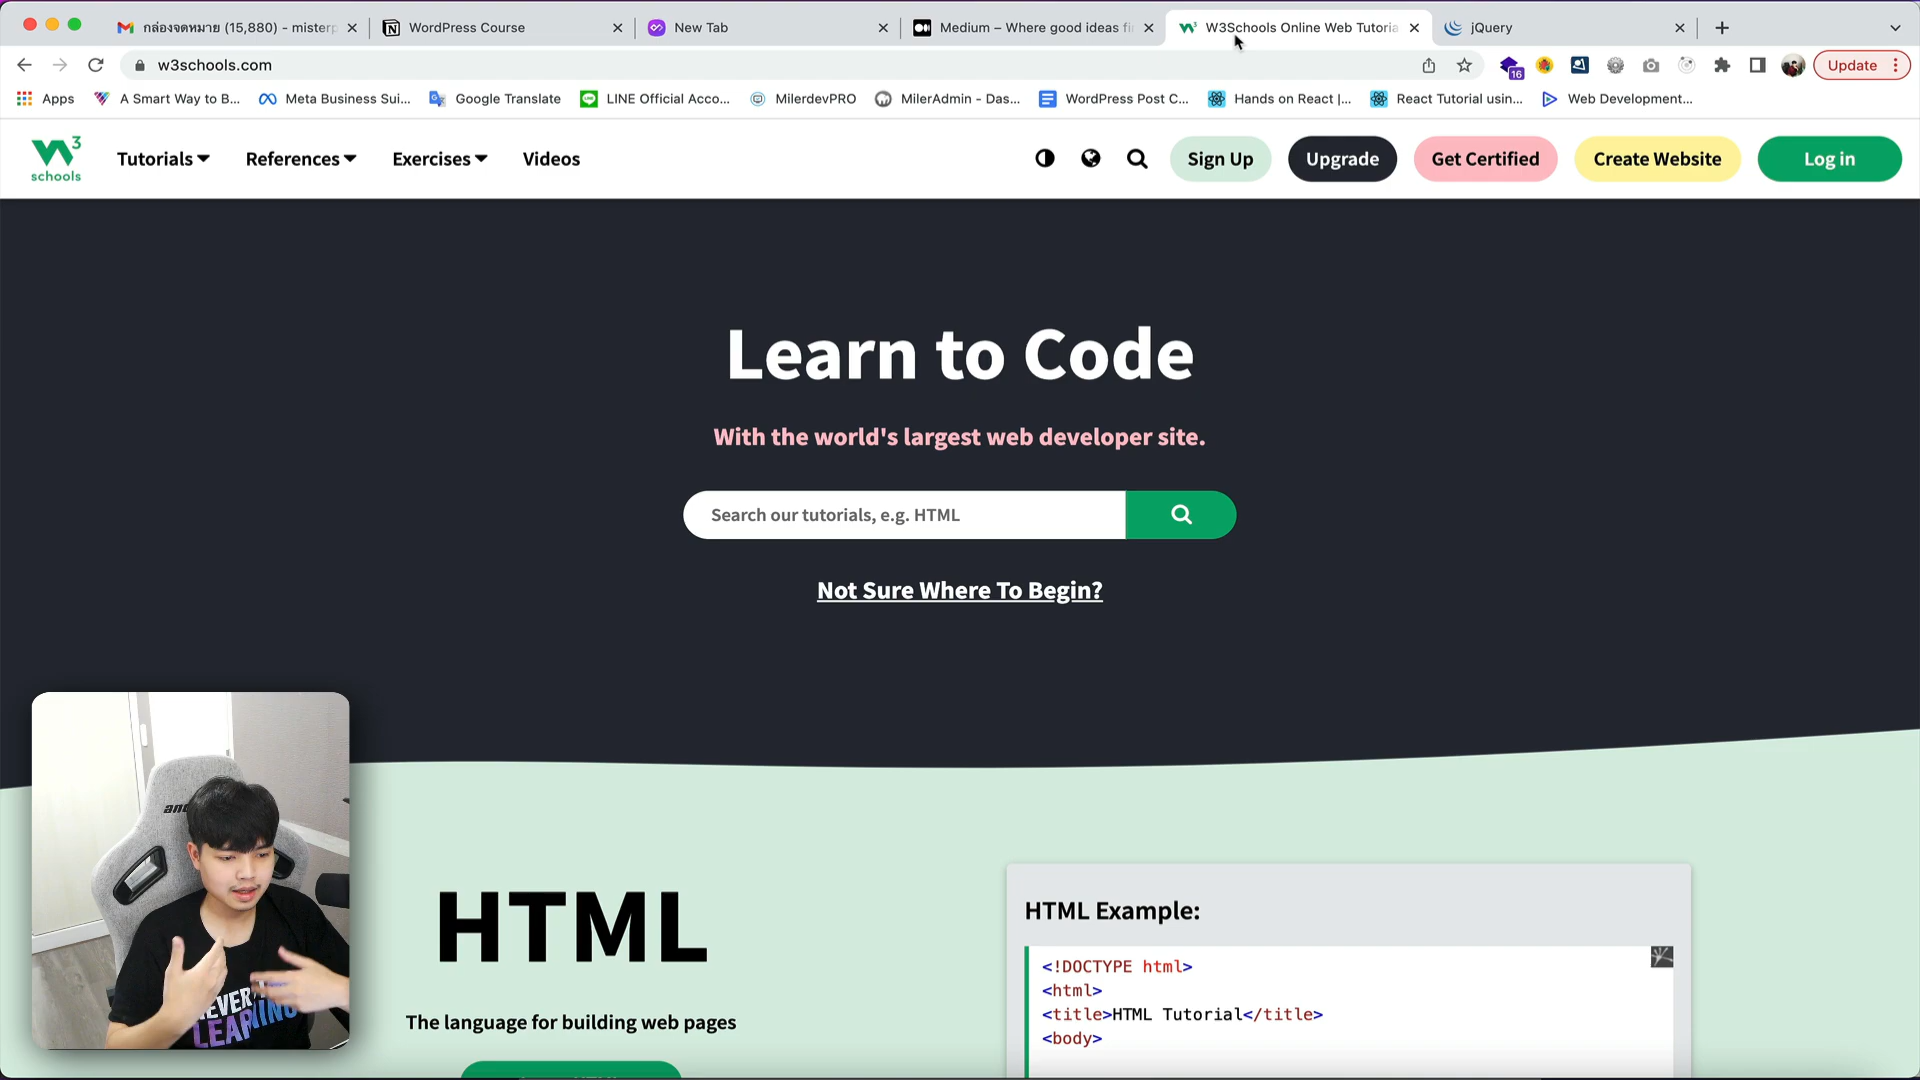 กล่องจดหมาย (15,880) - misterp
WordPress Course
New Tab
Medium – Where good ideas fi
W3Schools Online Web Tutoria
jQuery
w3schools.com
16
Update
Apps
A Smart Way to B...
Meta Business Sui...
Google Translate
LINE Official Acco...
MilerdevPRO
MilerAdmin - Das...
WordPress Post C...
Hands on React |...
React Tutorial usin...
Web Development...
W3
schools
Tutorials
References
Exercises
Videos
Sign Up
Upgrade
Get Certified
Create Website
Log in
Learn to Code
With the world's largest web developer site.
Search our tutorials, e.g. HTML
Not Sure Where To Begin?
HTML
The language for building web pages
HTML Example:
<!DOCTYPE html>
<html>
<title>HTML Tutorial</title>
<body>
LEARNING